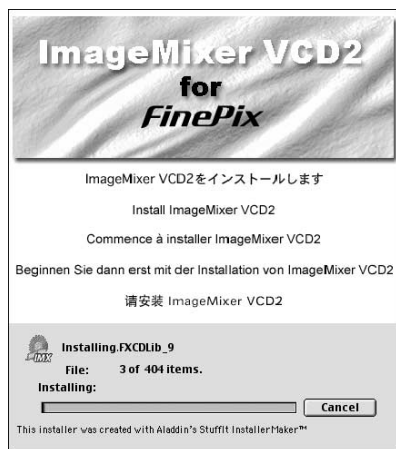 ImageMixer VCD2
for
FinePix
ImageMixer VCD2をインストールします
Install ImageMixer VCD2
Commence à installer ImageMixer VCD2
Beginnen Sie dann erst mit der Installation von ImageMixer VCD2
请安装 ImageMixer VCD2
IMX
Installing.FXCDLib_9
File: 3 of 404 items.
Installing:
Cancel
This installer was created with Aladdin's StuffIt InstallerMaker™